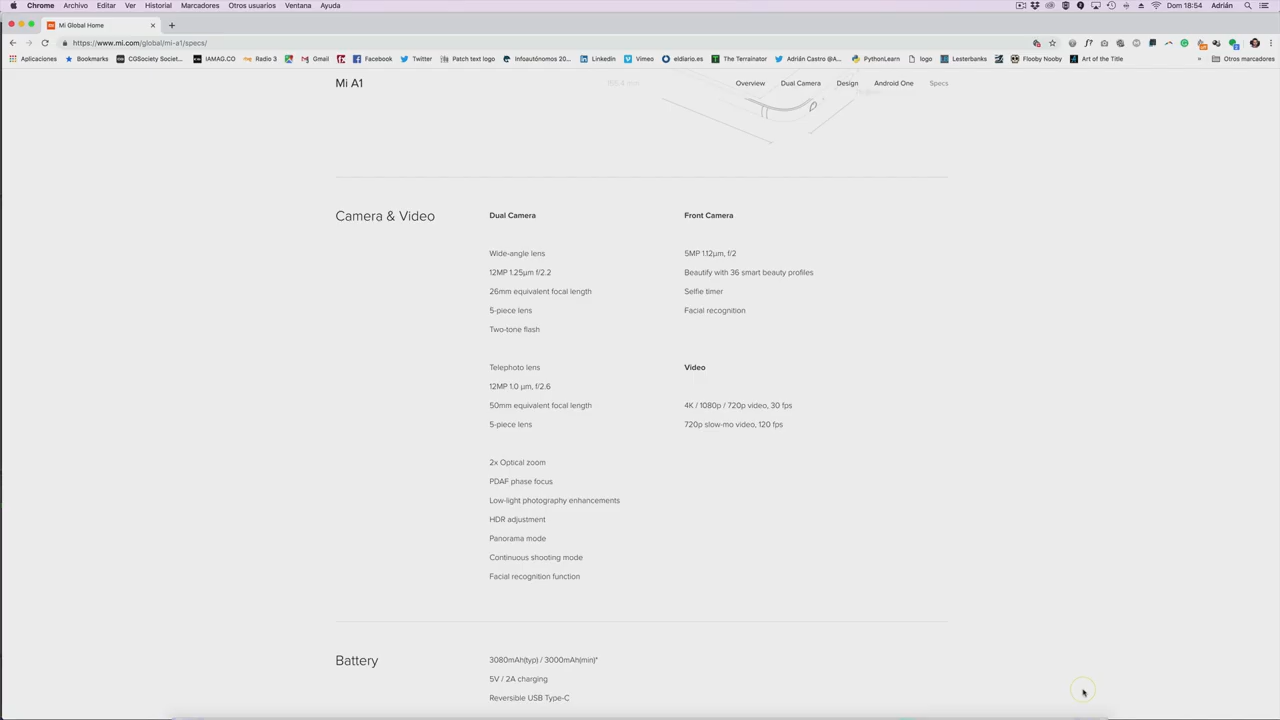 Chrome Archivo Editar Ver Historial Marcadores Otros usuarios Ventana Ayuda Dom 18:54 Adrián
Mi Global Home
https://www.mi.com/global/mi-a1/specs/
Aplicaciones Bookmarks CGSociety Societ... IAMAG.CO Radio 3 Gmail Facebook Twitter Patch text logo Infoautónomos 20... Linkedin Vimeo eldiario.es The Terrainator Adrián Castro @A... PythonLearn logo Lesterbanks Flooby Nooby Art of the Title » Otros marcadores
Mi A1 Overview Dual Camera Design Android One Specs
Camera & Video
Dual Camera
Wide-angle lens
12MP 1.25μm f/2.2
26mm equivalent focal length
5-piece lens
Two-tone flash
Telephoto lens
12MP 1.0 μm, f/2.6
50mm equivalent focal length
5-piece lens
2x Optical zoom
PDAF phase focus
Low-light photography enhancements
HDR adjustment
Panorama mode
Continuous shooting mode
Facial recognition function
Front Camera
5MP 1.12μm, f/2
Beautify with 36 smart beauty profiles
Selfie timer
Facial recognition
Video
4K / 1080p / 720p video, 30 fps
720p slow-mo video, 120 fps
Battery
3080mAh(typ) / 3000mAh(min)*
5V / 2A charging
Reversible USB Type-C